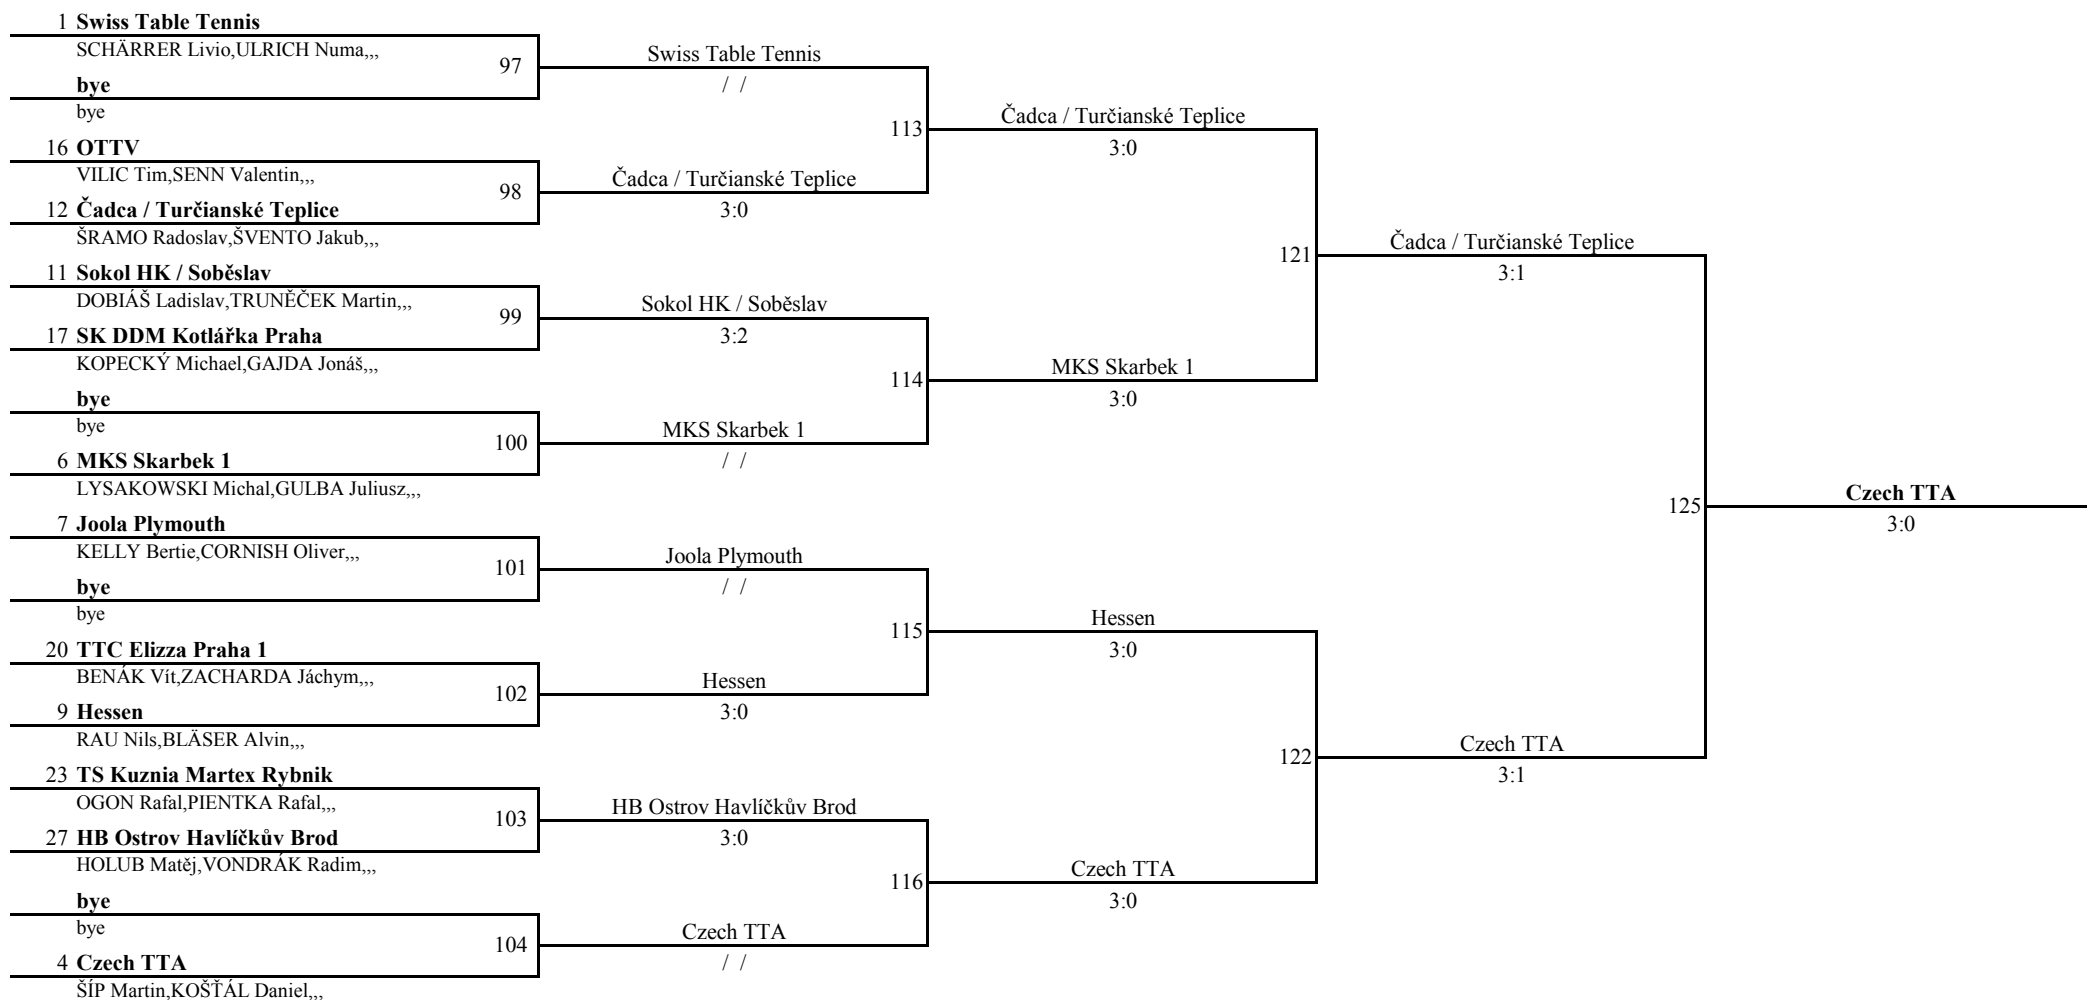 1 Swiss Table Tennis
SCHÄRRER Livio,ULRICH Numa,,,
97
bye
bye
16 OTTV
VILIC Tim,SENN Valentin,,,
98
12 Čadca / Turčianské Teplice
ŠRAMO Radoslav,ŠVENTO Jakub,,,
11 Sokol HK / Soběslav
DOBIÁŠ Ladislav,TRUNĚČEK Martin,,,
99
17 SK DDM Kotlářka Praha
KOPECKÝ Michael,GAJDA Jonáš,,,
bye
bye
100
6 MKS Skarbek 1
LYSAKOWSKI Michal,GULBA Juliusz,,,
7 Joola Plymouth
KELLY Bertie,CORNISH Oliver,,,
101
bye
bye
20 TTC Elizza Praha 1
BENÁK Vít,ZACHARDA Jáchym,,,
102
9 Hessen
RAU Nils,BLÄSER Alvin,,,
23 TS Kuznia Martex Rybnik
OGON Rafal,PIENTKA Rafal,,,
103
27 HB Ostrov Havlíčkův Brod
HOLUB Matěj,VONDRÁK Radim,,,
bye
bye
104
4 Czech TTA
ŠÍP Martin,KOŠŤÁL Daniel,,,
Swiss Table Tennis
/ /
113
Čadca / Turčianské Teplice
3:0
Sokol HK / Soběslav
3:2
114
MKS Skarbek 1
/ /
Joola Plymouth
/ /
115
Hessen
3:0
HB Ostrov Havlíčkův Brod
3:0
116
Czech TTA
/ /
Čadca / Turčianské Teplice
3:0
121
MKS Skarbek 1
3:0
Hessen
3:0
122
Czech TTA
3:0
Čadca / Turčianské Teplice
3:1
125
Czech TTA
3:1
Czech TTA
3:0